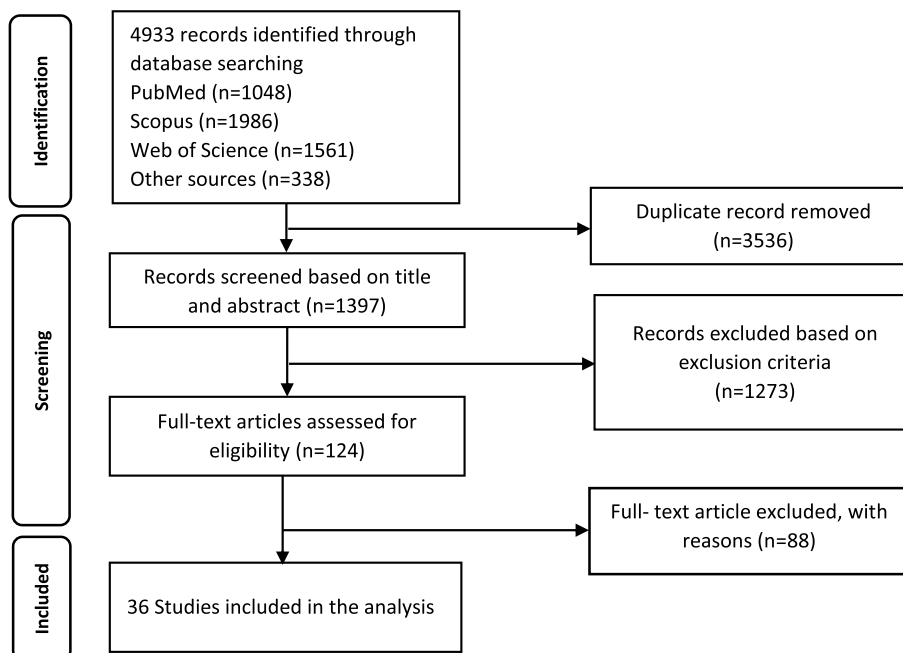 Identification
4933 records identified through
database searching
PubMed (n=1048)
Scopus (n=1986)
Web of Science (n=1561)
Other sources (n=338)
Duplicate record removed
(n=3536)
Screening
Records screened based on title
and abstract (n=1397)
Records excluded based on
exclusion criteria
(n=1273)
Full-text articles assessed for
eligibility (n=124)
Full- text article excluded, with
reasons (n=88)
Included
36 Studies included in the analysis